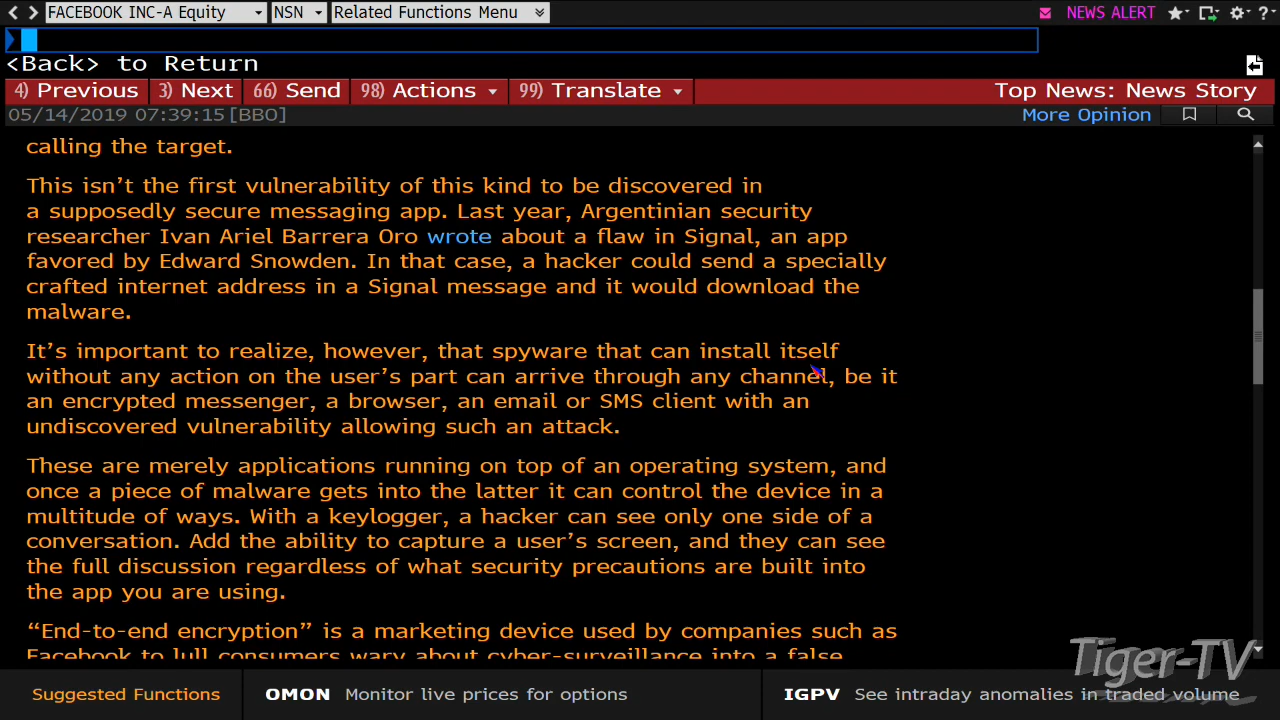 FACEBOOK INC-A Equity NSN Related Functions Menu NEWS ALERT ?
<Back> to Return
4) Previous 3) Next 66) Send 98) Actions 99) Translate Top News: News Story
05/14/2019 07:39:15[BBO] More Opinion
calling the target.
This isn’t the first vulnerability of this kind to be discovered in
a supposedly secure messaging app. Last year, Argentinian security
researcher Ivan Ariel Barrera Oro wrote about a flaw in Signal, an app
favored by Edward Snowden. In that case, a hacker could send a specially
crafted internet address in a Signal message and it would download the
malware.
It’s important to realize, however, that spyware that can install itself
without any action on the user’s part can arrive through any channel, be it
an encrypted messenger, a browser, an email or SMS client with an
undiscovered vulnerability allowing such an attack.
These are merely applications running on top of an operating system, and
once a piece of malware gets into the latter it can control the device in a
multitude of ways. With a keylogger, a hacker can see only one side of a
conversation. Add the ability to capture a user’s screen, and they can see
the full discussion regardless of what security precautions are built into
the app you are using.
“End-to-end encryption” is a marketing device used by companies such as
Facebook to lull consumers wary about cyber-surveillance into a false
Tiger-TV
Suggested Functions OMON Monitor live prices for options IGPV See intraday anomalies in traded volume